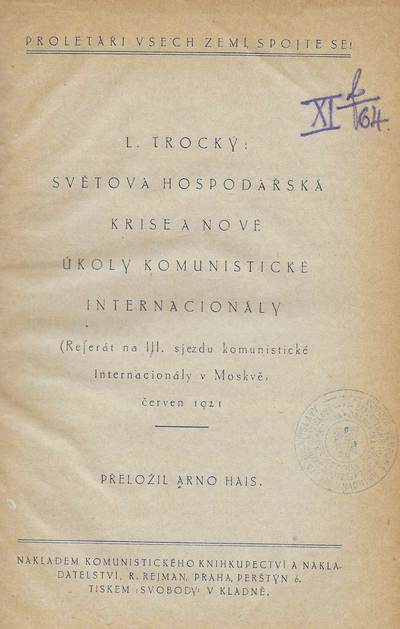 PROLETÁŘI VŠECH ZEMÍ, SPOJTE SE!
XI 2/64.
L. TROCKÝ:
SVĚTOVÁ HOSPODÁŘSKÁ
KRISE A NOVÉ
ÚKOLY KOMUNISTICKÉ
INTERNACIONÁLY
(Referát na III. sjezdu komunistické
Internacionály v Moskvě,
červen 1921
PŘELOŽIL ARNO HAIS.
NÁKLADEM KOMUNISTICKÉHO KNIHKUPECTVÍ A NAKLA-
DATELSTVÍ, R. REJMAN, PRAHA, PERŠTÝN 6.
TISKEM „SVOBODY“ V KLADNĚ.